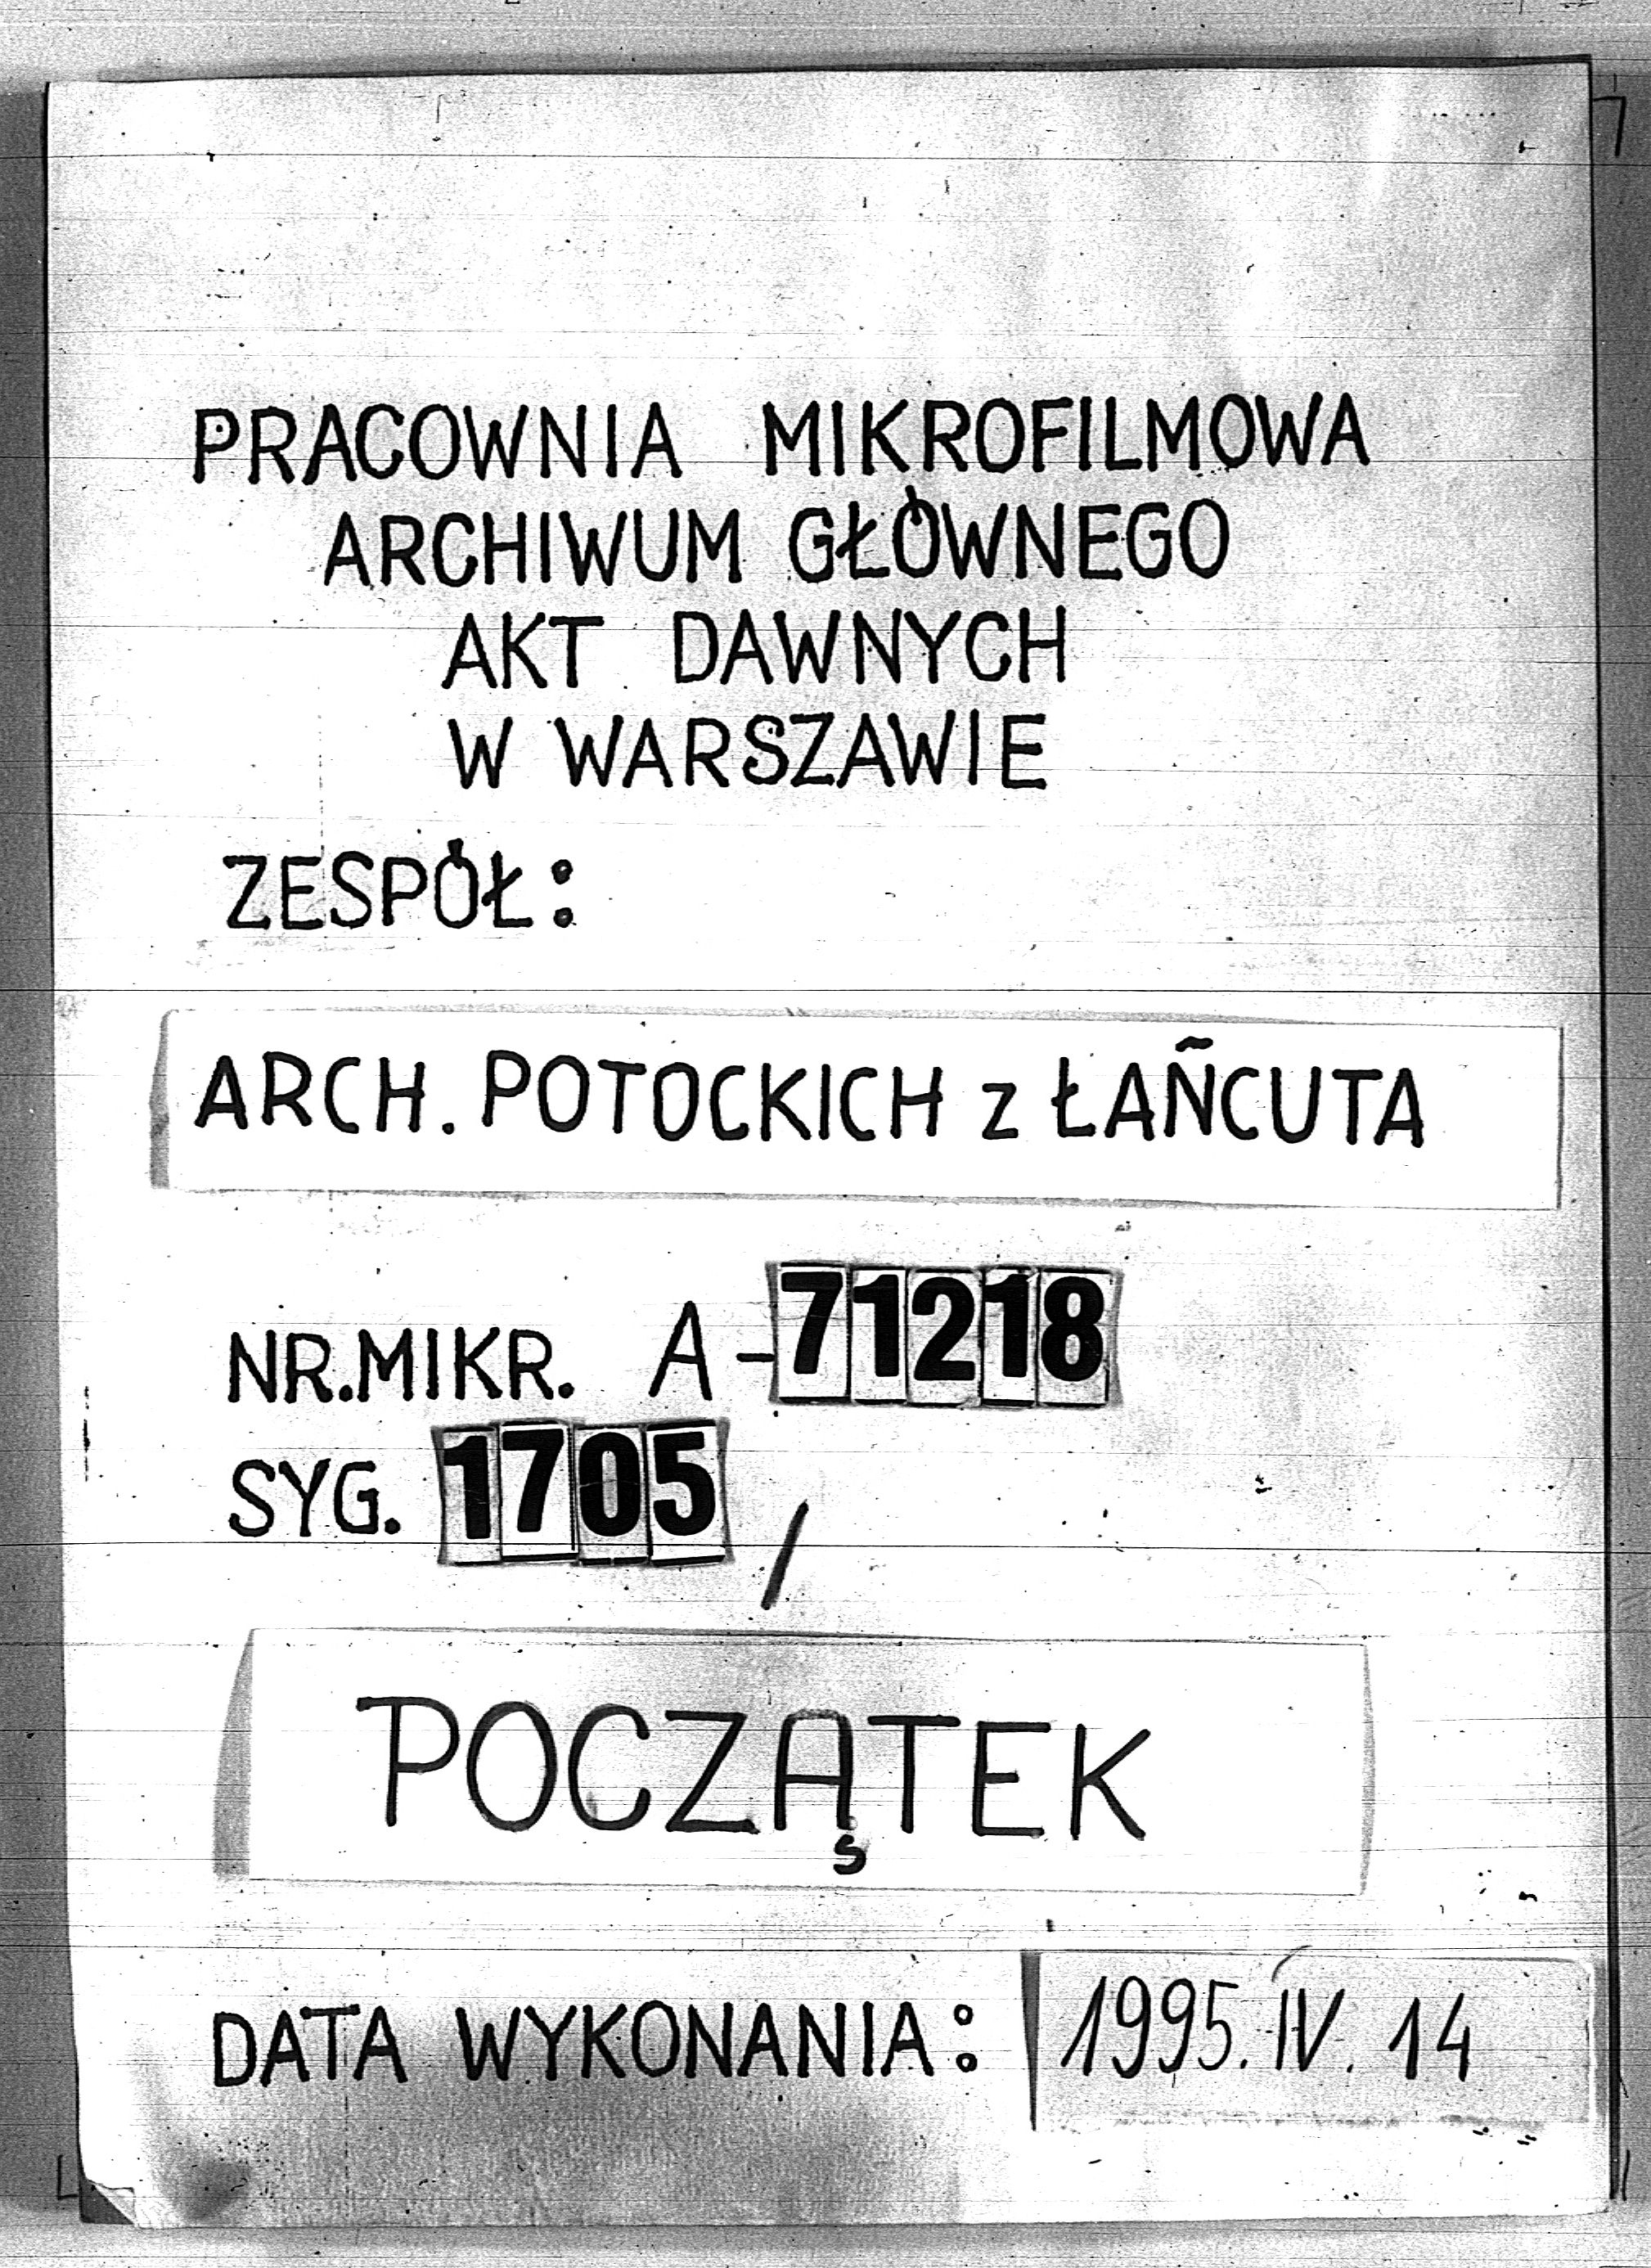 PRACOWNIA MIKROFILMOWA
ARCHIWUM GŁÓWNEGO
AKT DAWNYCH
W WARSZAWIE
ZESPÓŁ:
ARCH. POTOCKICH z ŁAŃCUTA
NR.MIKR. A-71218
SYG. 1705 /
POCZĄTEK
DATA WYKONANIA: 1995.IV.14